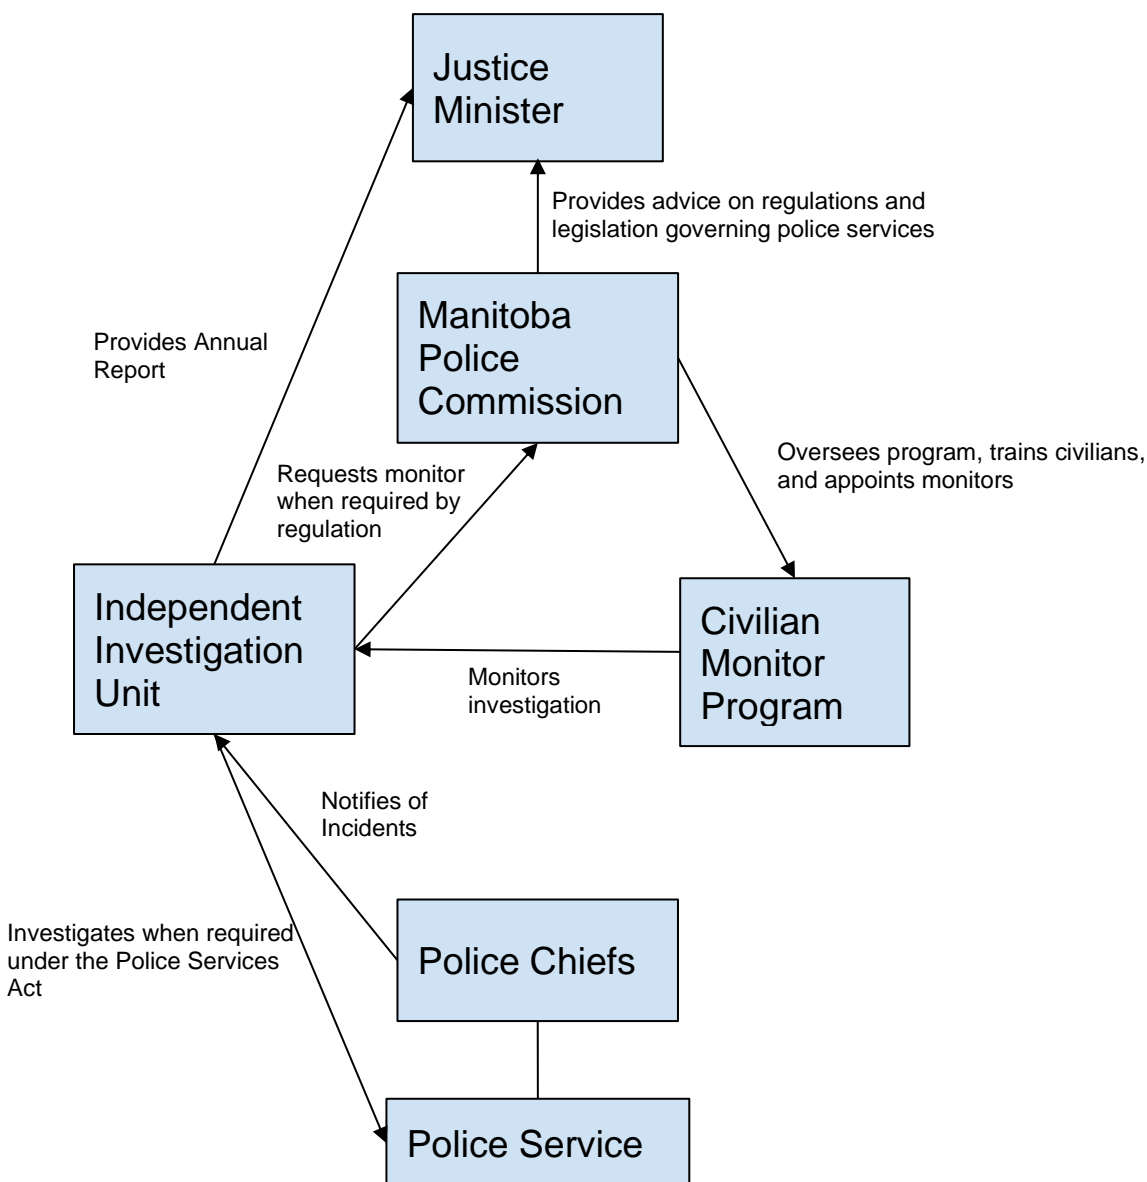 Justice
Minister
Provides advice on regulations and
legislation governing police services
Manitoba
Police
Commission
Provides Annual
Report
Oversees program, trains civilians,
and appoints monitors
Requests monitor
when required by
regulation
Independent
Investigation
Unit
Civilian
Monitor
Program
Monitors
investigation
Notifies of
Incidents
Investigates when required
under the Police Services
Act
Police Chiefs
Police Service